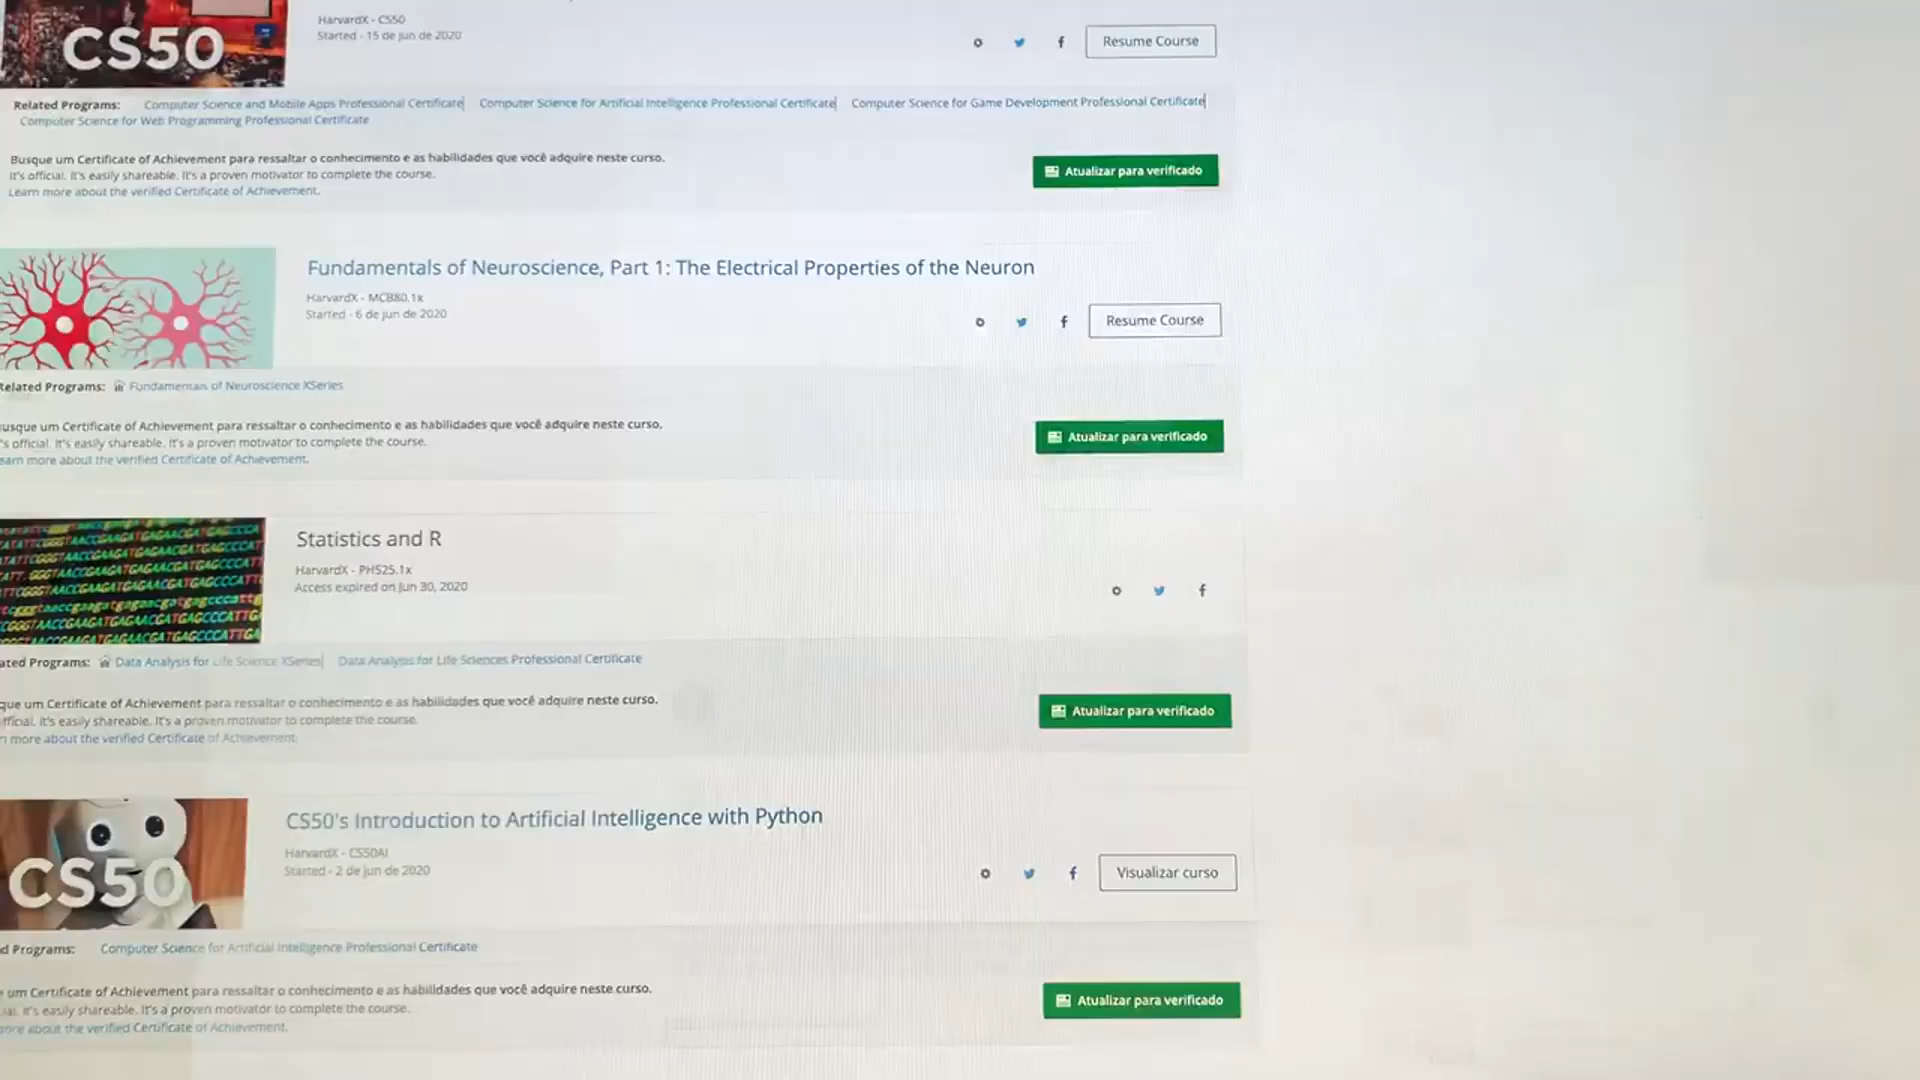 CS50
HarvardX - CS50
Started - 15 de jun de 2020
Resume Course
Related Programs: Computer Science and Mobile Apps Professional Certificate| Computer Science for Artificial Intelligence Professional Certificate| Computer Science for Game Development Professional Certificate|
Computer Science for Web Programming Professional Certificate
Busque um Certificate of Achievement para ressaltar o conhecimento e as habilidades que você adquire neste curso.
It's official. It's easily shareable. It's a proven motivator to complete the course.
Learn more about the verified Certificate of Achievement.
Atualizar para verificado
Fundamentals of Neuroscience, Part 1: The Electrical Properties of the Neuron
HarvardX - MCB80.1x
Started - 6 de jun de 2020
Resume Course
Related Programs: Fundamentals of Neuroscience XSeries
usque um Certificate of Achievement para ressaltar o conhecimento e as habilidades que você adquire neste curso.
's official. It's easily shareable. It's a proven motivator to complete the course.
earn more about the verified Certificate of Achievement.
Atualizar para verificado
Statistics and R
HarvardX - PH525.1x
Access expired on Jun 30, 2020
ated Programs: Data Analysis for Life Science XSeries| Data Analysis for Life Sciences Professional Certificate
que um Certificate of Achievement para ressaltar o conhecimento e as habilidades que você adquire neste curso.
fficial. It's easily shareable. It's a proven motivator to complete the course.
n more about the verified Certificate of Achievement.
Atualizar para verificado
CS50
CS50's Introduction to Artificial Intelligence with Python
HarvardX - CS50AI
Started - 2 de jun de 2020
Visualizar curso
d Programs: Computer Science for Artificial Intelligence Professional Certificate
um Certificate of Achievement para ressaltar o conhecimento e as habilidades que você adquire neste curso.
ial. It's easily shareable. It's a proven motivator to complete the course.
ore about the verified Certificate of Achievement.
Atualizar para verificado